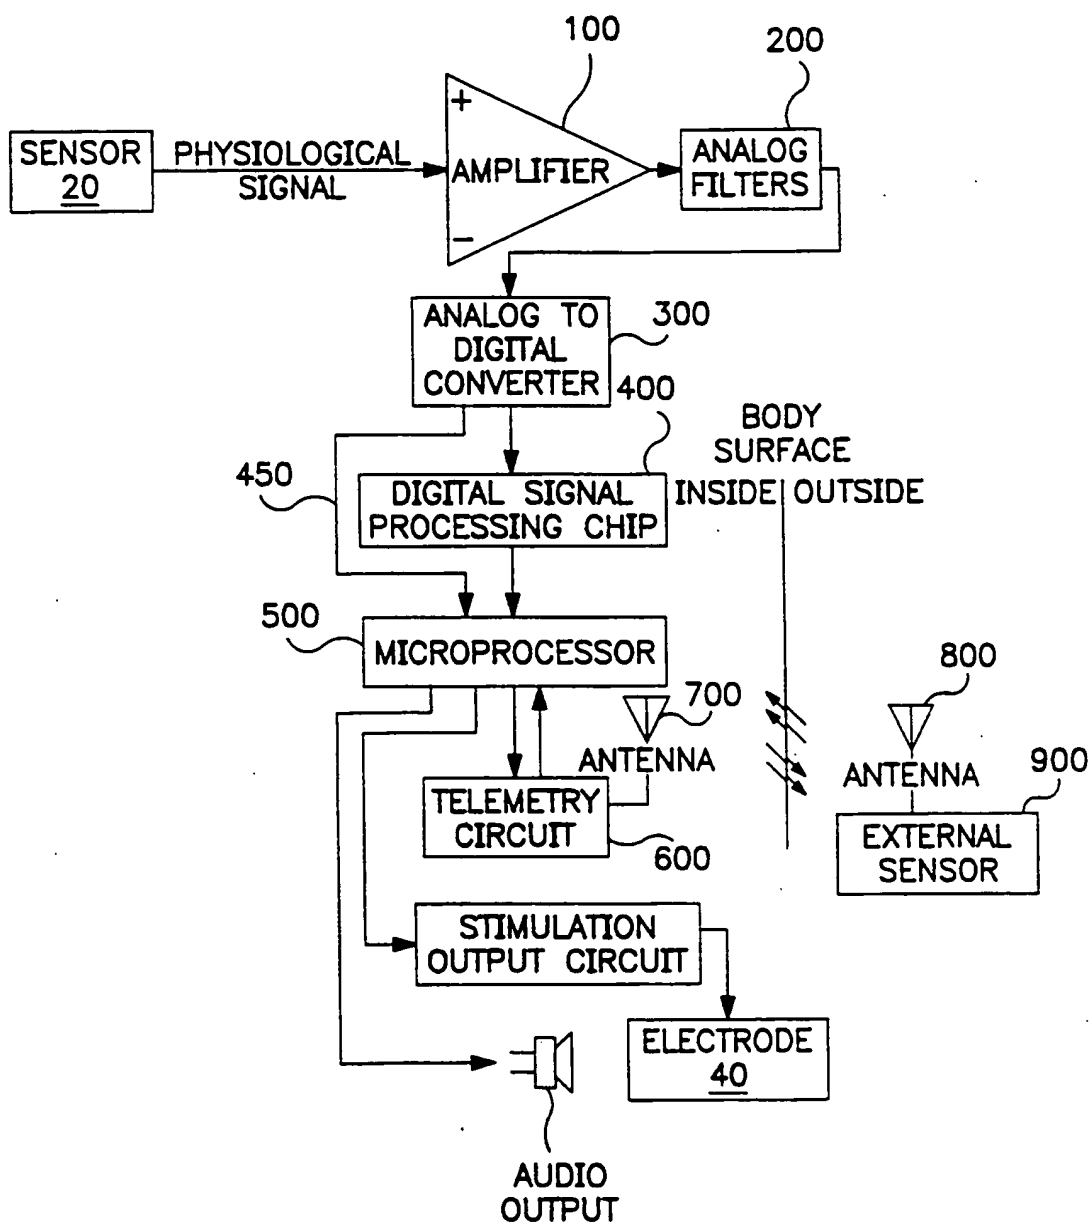 100
200
SENSOR
20
PHYSIOLOGICAL
SIGNAL
+
AMPLIFIER
−
ANALOG
FILTERS
ANALOG TO
DIGITAL
CONVERTER
300
400
450
DIGITAL SIGNAL
PROCESSING CHIP
BODY
SURFACE
INSIDE OUTSIDE
500
MICROPROCESSOR
700
ANTENNA
800
ANTENNA
900
TELEMETRY
CIRCUIT
600
EXTERNAL
SENSOR
STIMULATION
OUTPUT CIRCUIT
ELECTRODE
40
AUDIO
OUTPUT